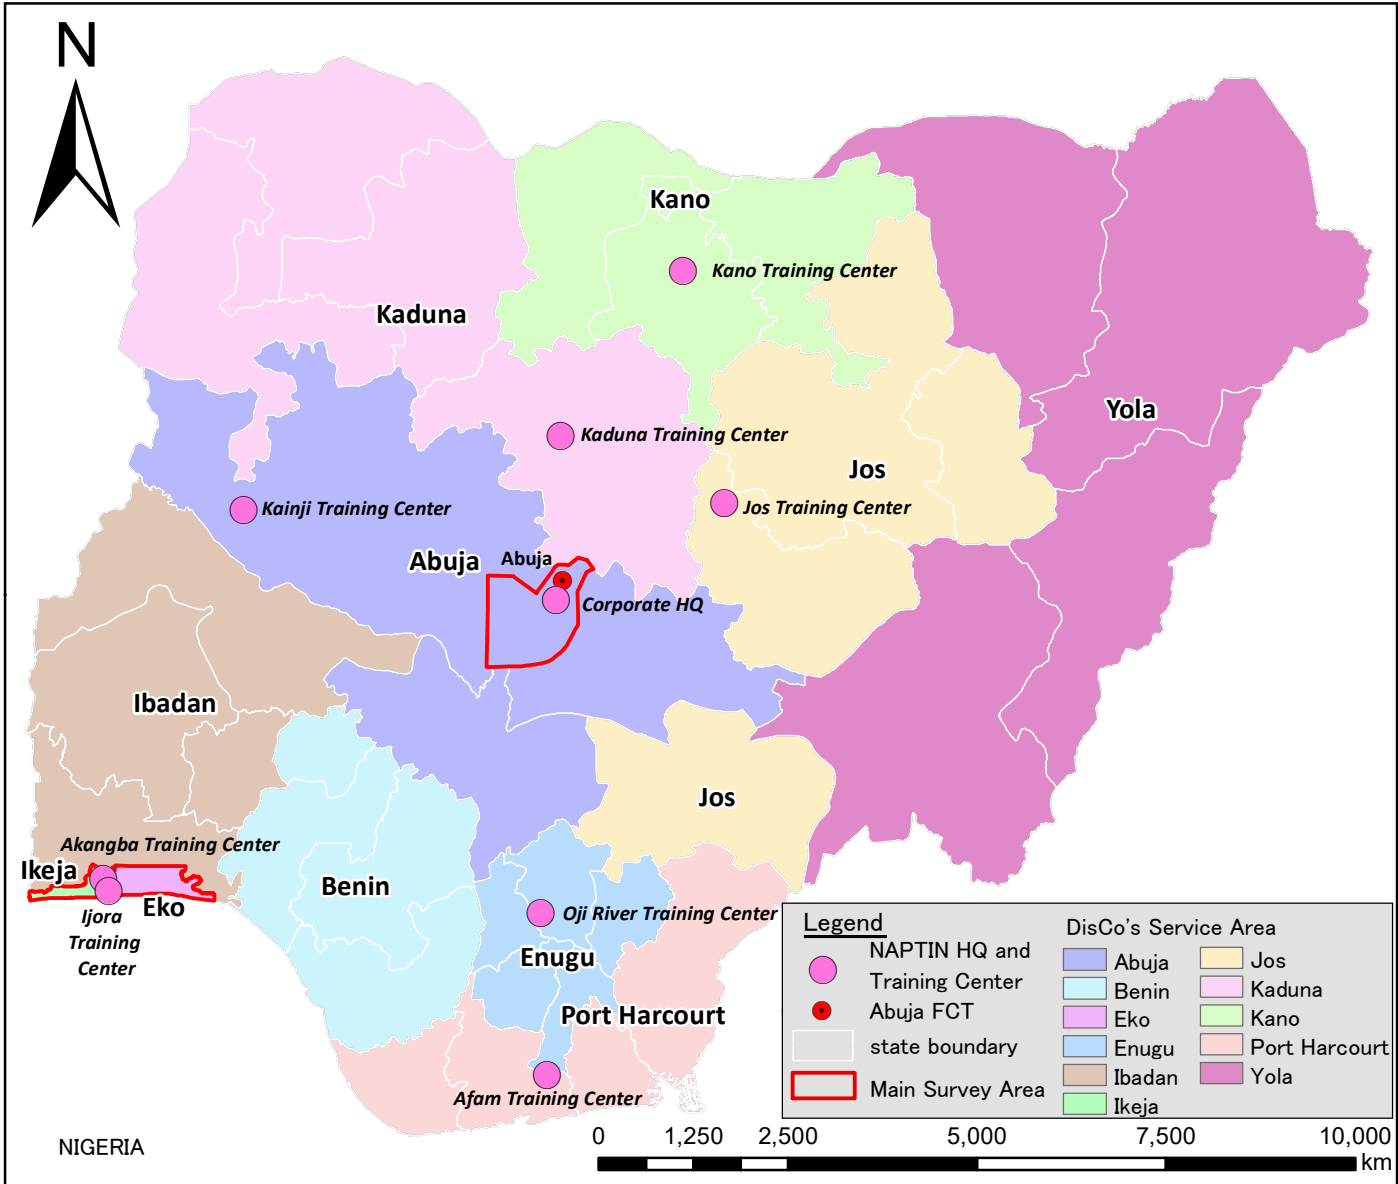 N
Kano
Kano Training Center
Kaduna
Yola
Kaduna Training Center
Jos
Kainji Training Center
Jos Training Center
Abuja
Abuja
Corporate HQ
Ibadan
Jos
Akangba Training Center
Ikeja
Benin
Eko
Ijora
Training
Center
Oji River Training Center
Enugu
Port Harcourt
Afam Training Center
Legend
NAPTIN HQ and
Training Center
Abuja FCT
state boundary
Main Survey Area
DisCo's Service Area
Abuja
Benin
Eko
Enugu
Ibadan
Ikeja
Jos
Kaduna
Kano
Port Harcourt
Yola
NIGERIA
0 1,250 2,500 5,000 7,500 10,000
km